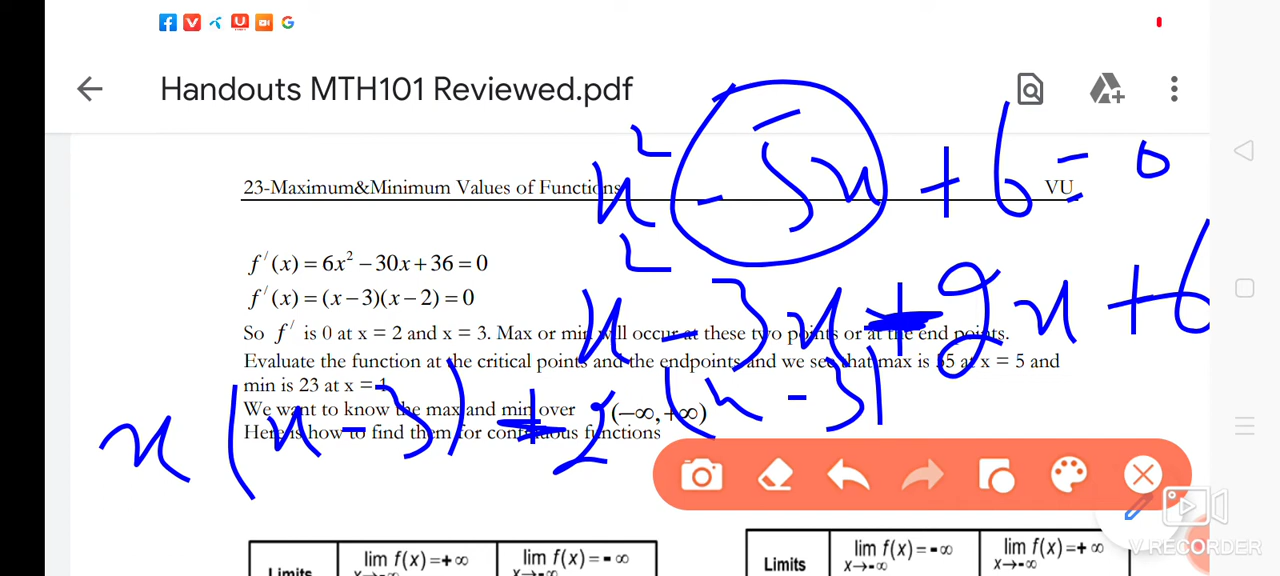 Handouts MTH101 Reviewed.pdf
x² - 5x + 6 = 0
23-Maximum&Minimum Values of Functions VU
f′(x) = 6x² − 30x + 36 = 0
f′(x) = (x − 3)(x − 2) = 0
x² - 3x - 2x + 6
So f′ is 0 at x = 2 and x = 3. Max or min will occur at these two points or at the end points.
Evaluate the function at the critical points and the endpoints and we see that max is 55 at x = 5 and
min is 23 at x = 1
x(x - 3) - 2(x - 3)
We want to know the max and min over (−∞,+∞)
Here is how to find them for continuous functions
Limits lim f(x) = +∞ lim f(x) = -∞
x→-∞ x→-∞
Limits lim f(x) = -∞ lim f(x) = +∞
x→-∞ x→-∞
V RECORDER